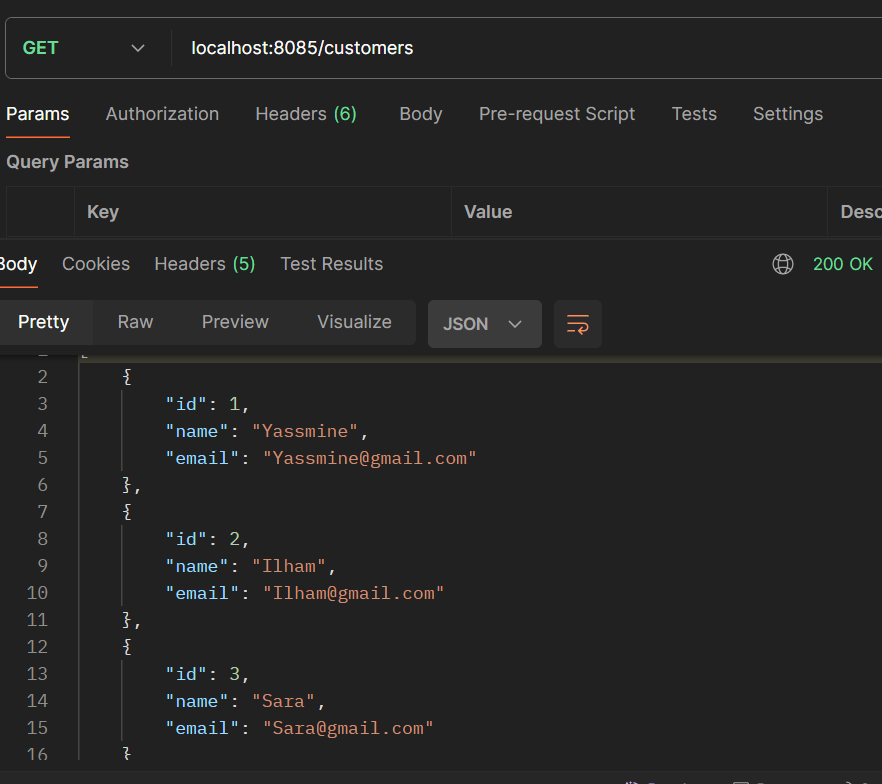 GET localhost:8085/customers
Params Authorization Headers (6) Body Pre-request Script Tests Settings
Query Params
Key Value
Body Cookies Headers (5) Test Results 200 OK
Pretty Raw Preview Visualize JSON
2 {
3 "id": 1,
4 "name": "Yassmine",
5 "email": "Yassmine@gmail.com"
6 },
7 {
8 "id": 2,
9 "name": "Ilham",
10 "email": "Ilham@gmail.com"
11 },
12 {
13 "id": 3,
14 "name": "Sara",
15 "email": "Sara@gmail.com"
16 }